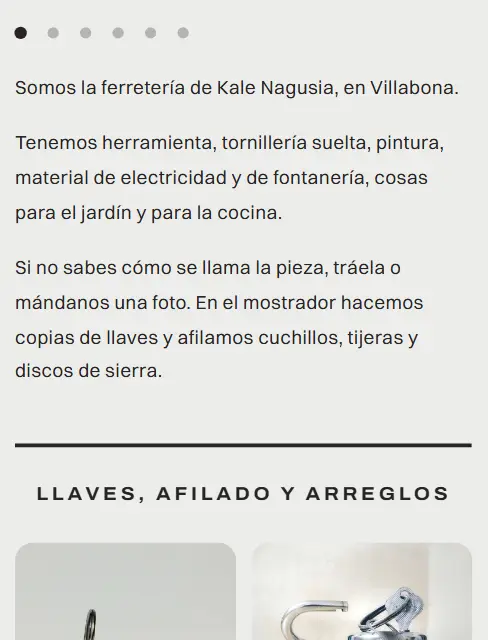 Somos la ferretería de Kale Nagusia, en Villabona.
Tenemos herramienta, tornillería suelta, pintura,
material de electricidad y de fontanería, cosas
para el jardín y para la cocina.
Si no sabes cómo se llama la pieza, tráela o
mándanos una foto. En el mostrador hacemos
copias de llaves y afilamos cuchillos, tijeras y
discos de sierra.
LLAVES, AFILADO Y ARREGLOS